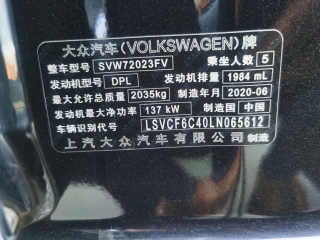 大众汽车(VOLKSWAGEN)牌
整车型号 SVW72023FV 乘坐人数 5
发动机型号 DPL 发动机排量 1984 mL
最大允许总质量 2035kg 制造年月 2020-06
发动机最大净功率 137 kW 制造国 中国
车辆识别代号 LSVCF6C40LN065612
上汽大众汽车有限公司 制造